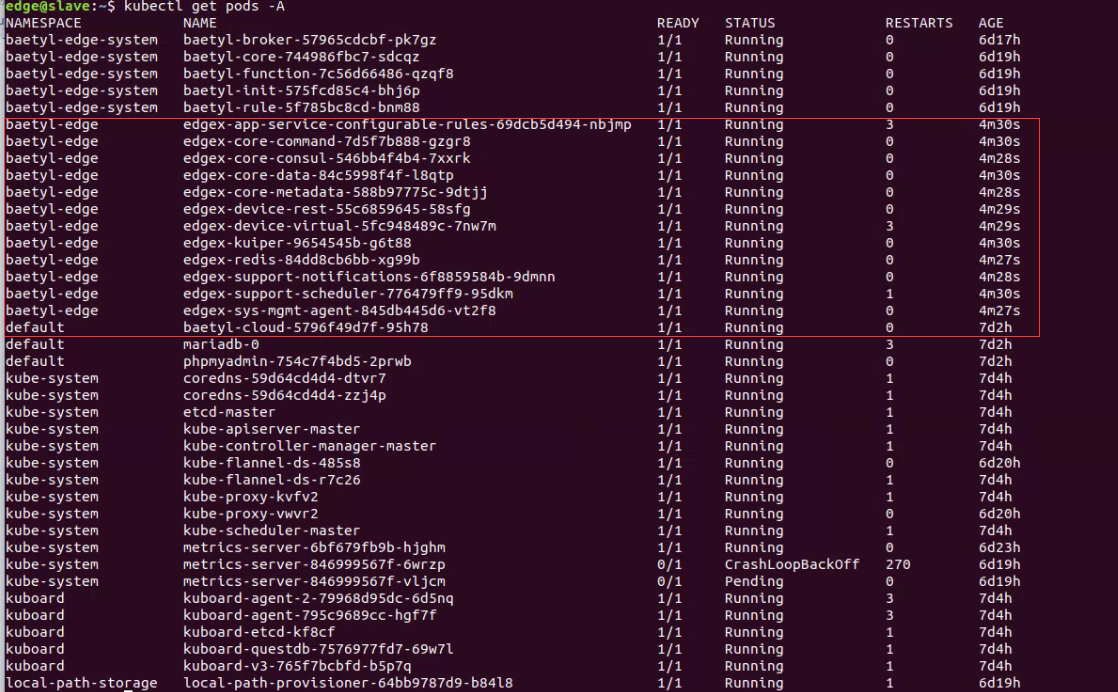 edge@slave:~$ kubectl get pods -A
NAMESPACE NAME READY STATUS RESTARTS AGE
baetyl-edge-system baetyl-broker-57965cdcbf-pk7gz 1/1 Running 0 6d17h
baetyl-edge-system baetyl-core-744986fbc7-sdcqz 1/1 Running 0 6d19h
baetyl-edge-system baetyl-function-7c56d66486-qzqf8 1/1 Running 0 6d19h
baetyl-edge-system baetyl-init-575fcd85c4-bhj6p 1/1 Running 0 6d19h
baetyl-edge-system baetyl-rule-5f785bc8cd-bnm88 1/1 Running 0 6d19h
baetyl-edge edgex-app-service-configurable-rules-69dcb5d494-nbjmp 1/1 Running 3 4m30s
baetyl-edge edgex-core-command-7d5f7b888-gzgr8 1/1 Running 0 4m30s
baetyl-edge edgex-core-consul-546bb4f4b4-7xxrk 1/1 Running 0 4m28s
baetyl-edge edgex-core-data-84c5998f4f-l8qtp 1/1 Running 0 4m30s
baetyl-edge edgex-core-metadata-588b97775c-9dtjj 1/1 Running 0 4m28s
baetyl-edge edgex-device-rest-55c6859645-58sfg 1/1 Running 0 4m29s
baetyl-edge edgex-device-virtual-5fc948489c-7nw7m 1/1 Running 3 4m29s
baetyl-edge edgex-kuiper-9654545b-g6t88 1/1 Running 0 4m30s
baetyl-edge edgex-redis-84dd8cb6bb-xg99b 1/1 Running 0 4m27s
baetyl-edge edgex-support-notifications-6f8859584b-9dmnn 1/1 Running 0 4m28s
baetyl-edge edgex-support-scheduler-776479ff9-95dkm 1/1 Running 1 4m30s
baetyl-edge edgex-sys-mgmt-agent-845db445d6-vt2f8 1/1 Running 0 4m27s
default baetyl-cloud-5796f49d7f-95h78 1/1 Running 0 7d2h
default mariadb-0 1/1 Running 3 7d2h
default phpmyadmin-754c7f4bd5-2prwb 1/1 Running 0 7d2h
kube-system coredns-59d64cd4d4-dtvr7 1/1 Running 1 7d4h
kube-system coredns-59d64cd4d4-zzj4p 1/1 Running 1 7d4h
kube-system etcd-master 1/1 Running 1 7d4h
kube-system kube-apiserver-master 1/1 Running 1 7d4h
kube-system kube-controller-manager-master 1/1 Running 1 7d4h
kube-system kube-flannel-ds-485s8 1/1 Running 0 6d20h
kube-system kube-flannel-ds-r7c26 1/1 Running 1 7d4h
kube-system kube-proxy-kvfv2 1/1 Running 1 7d4h
kube-system kube-proxy-vwvr2 1/1 Running 0 6d20h
kube-system kube-scheduler-master 1/1 Running 1 7d4h
kube-system metrics-server-6bf679fb9b-hjghm 1/1 Running 0 6d23h
kube-system metrics-server-846999567f-6wrzp 0/1 CrashLoopBackOff 270 6d19h
kube-system metrics-server-846999567f-vljcm 0/1 Pending 0 6d19h
kuboard kuboard-agent-2-79968d95dc-6d5nq 1/1 Running 3 7d4h
kuboard kuboard-agent-795c9689cc-hgf7f 1/1 Running 3 7d4h
kuboard kuboard-etcd-kf8cf 1/1 Running 1 7d4h
kuboard kuboard-questdb-7576977fd7-69w7l 1/1 Running 1 7d4h
kuboard kuboard-v3-765f7bcbfd-b5p7q 1/1 Running 1 7d4h
local-path-storage local-path-provisioner-64bb9787d9-b84l8 1/1 Running 1 6d19h